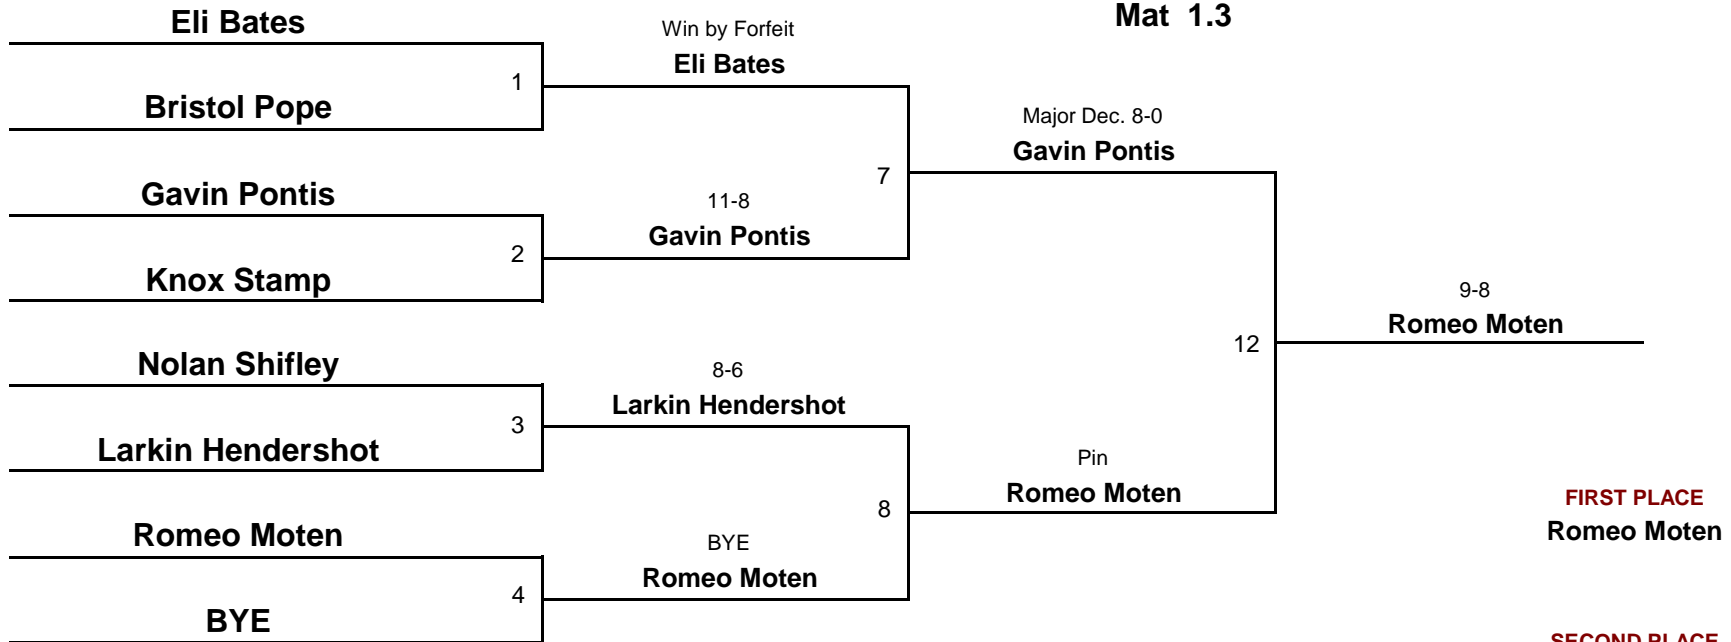 Eli Bates
Win by Forfeit
Mat 1.3
Eli Bates
1
Bristol Pope
Major Dec. 8-0
Gavin Pontis
7
Gavin Pontis
11-8
Gavin Pontis
2
Knox Stamp
9-8
Romeo Moten
12
Nolan Shifley
8-6
Larkin Hendershot
3
Larkin Hendershot
Pin
Romeo Moten
8
FIRST PLACE
Romeo Moten
Romeo Moten
BYE
Romeo Moten
4
BYE
SECOND PLACE